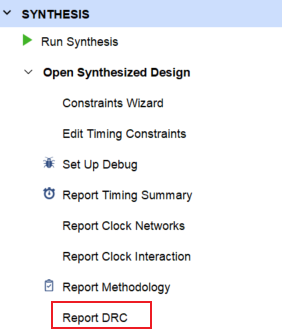 SYNTHESIS
Run Synthesis
Open Synthesized Design
Constraints Wizard
Edit Timing Constraints
Set Up Debug
Report Timing Summary
Report Clock Networks
Report Clock Interaction
Report Methodology
Report DRC